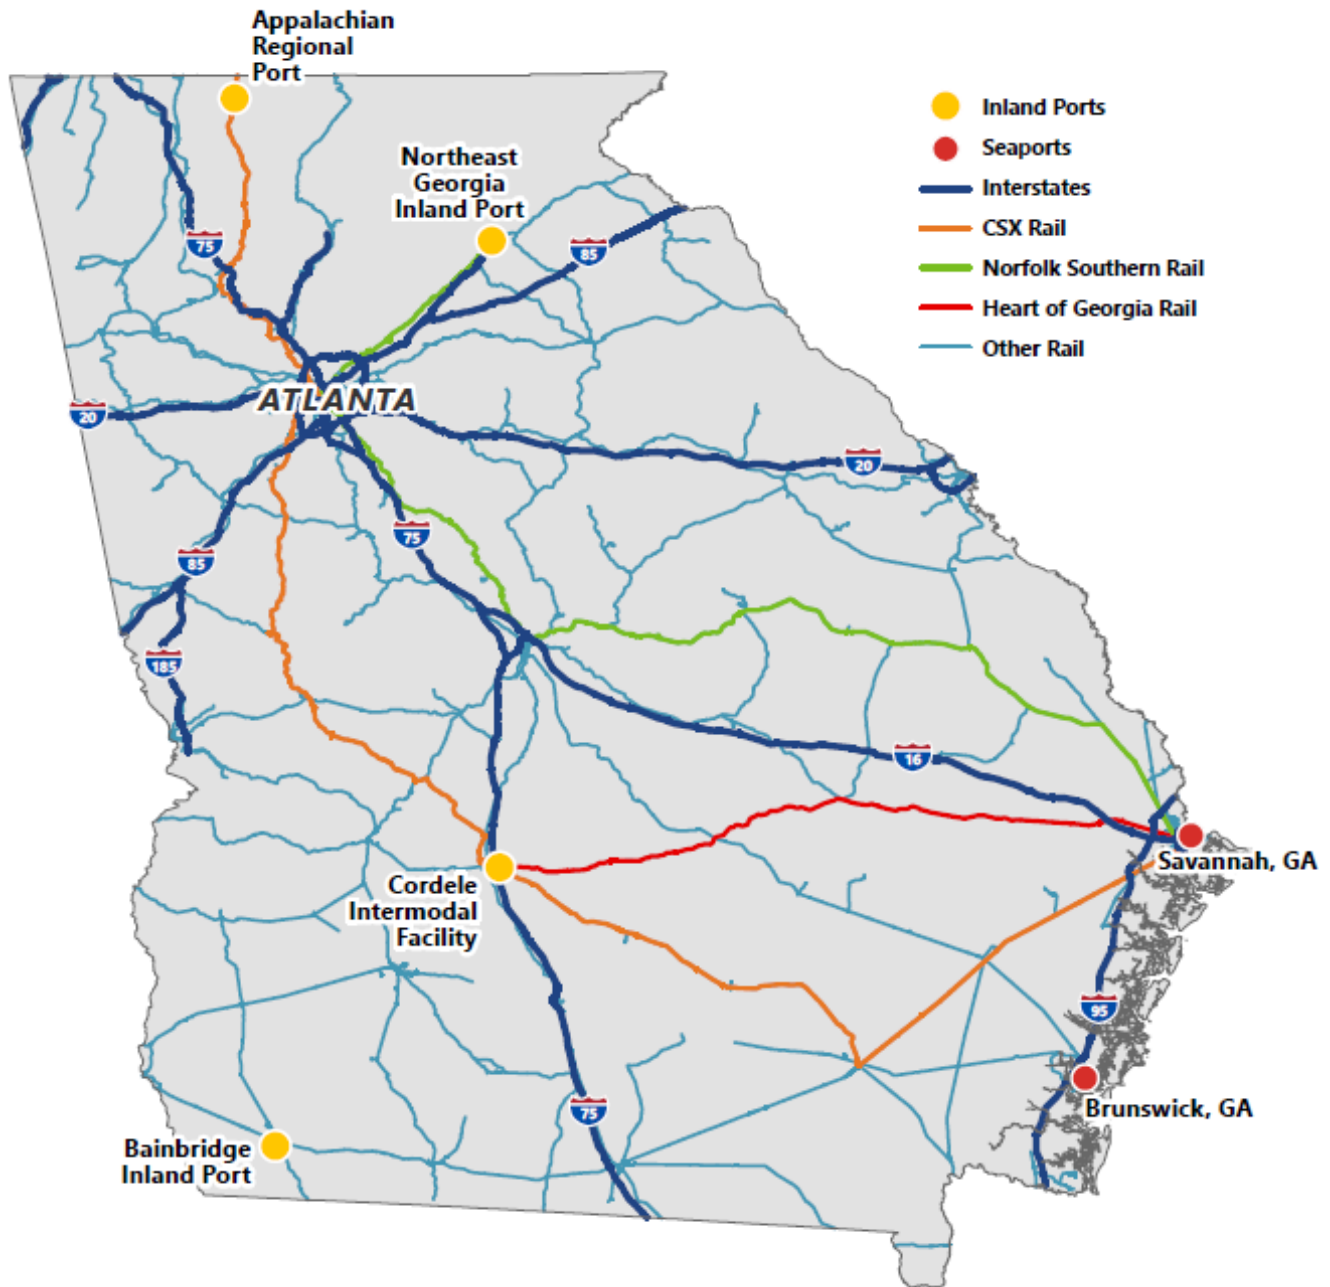 Appalachian
Regional
Port
Northeast
Georgia
Inland Port
Inland Ports
Seaports
Interstates
CSX Rail
Norfolk Southern Rail
Heart of Georgia Rail
Other Rail
75
85
ATLANTA
20
20
75
85
185
16
Savannah, GA
Cordele
Intermodal
Facility
95
Brunswick, GA
75
Bainbridge
Inland Port